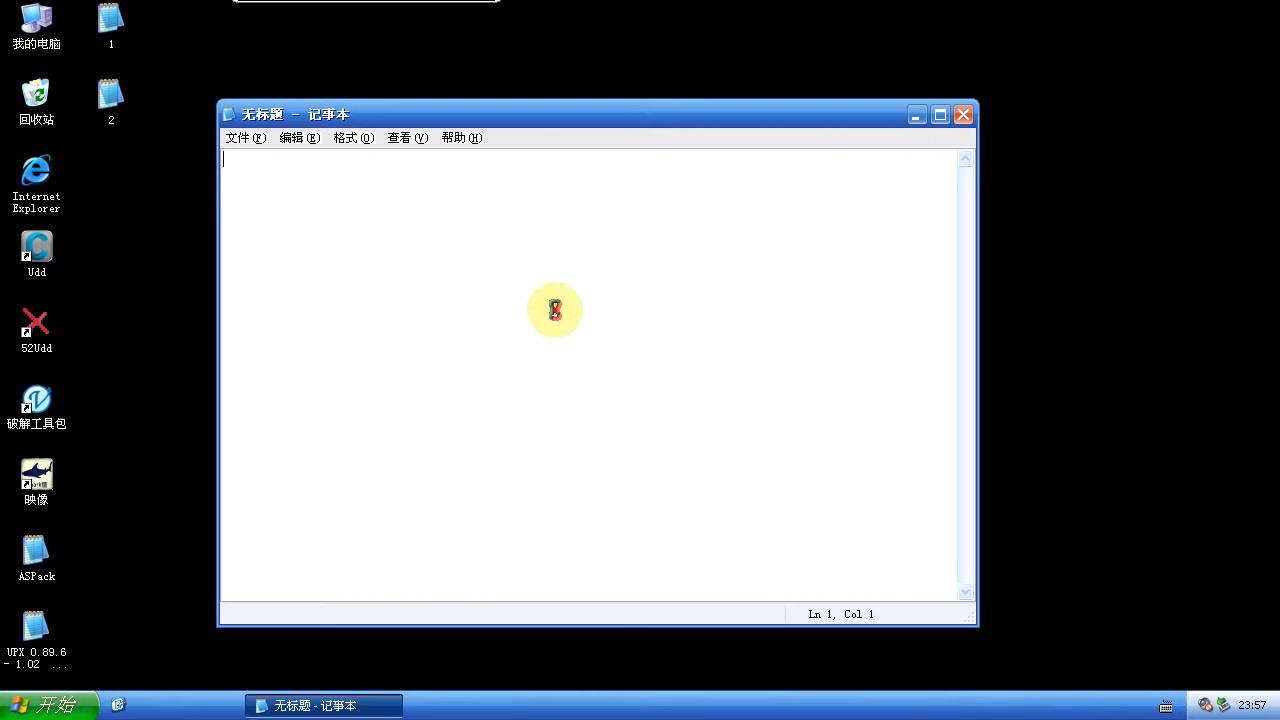 我的电脑
1
回收站
2
Internet
Explorer
Udd
52Udd
破解工具包
映像
ASPack
UPX 0.89.6
- 1.02 ...
无标题 - 记事本
文件(F) 编辑(E) 格式(O) 查看(V) 帮助(H)
Ln 1, Col 1
开始
无标题 - 记事本
23:57